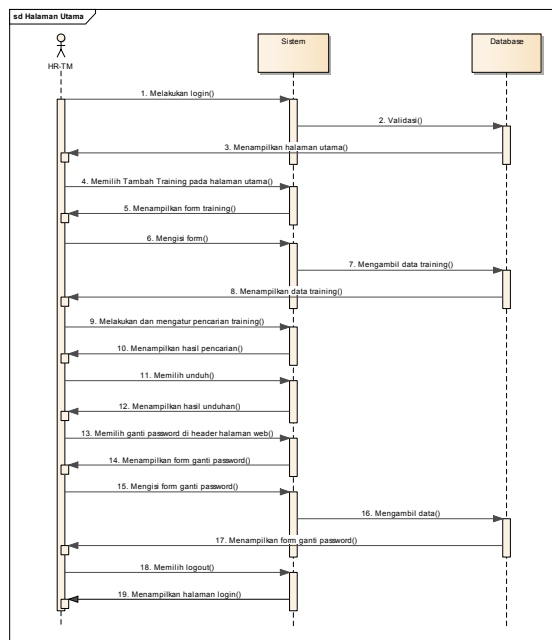 sd Halaman Utama
HR-TM
Sistem
Database
1. Melakukan login()
2. Validasi()
3. Menampilkan halaman utama()
4. Memilih Tambah Training pada halaman utama()
5. Menampilkan form training()
6. Mengisi form()
7. Mengambil data training()
8. Menampilkan data training()
9. Melakukan dan mengatur pencarian training()
10. Menampilkan hasil pencarian()
11. Memilih unduh()
12. Menampilkan hasil unduhan()
13. Memilih ganti password di header halaman web()
14. Menampilkan form ganti password()
15. Mengisi form ganti password()
16. Mengambil data()
17. Menampilkan form ganti password()
18. Memilih logout()
19. Menampilkan halaman login()